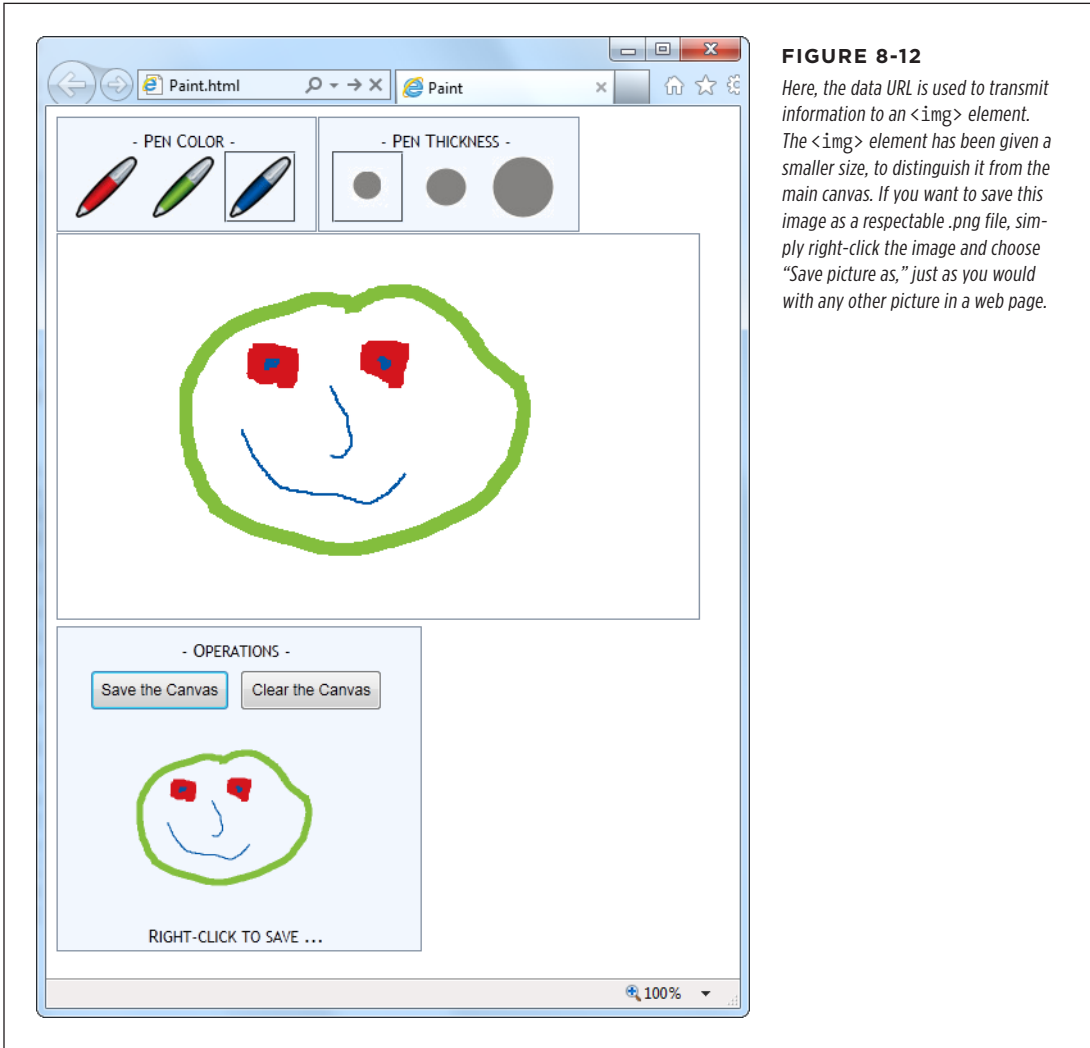 Paint.html
Paint
- PEN COLOR -
- PEN THICKNESS -
- OPERATIONS -
Save the Canvas
Clear the Canvas
RIGHT-CLICK TO SAVE ...
100%
FIGURE 8-12
Here, the data URL is used to transmit
information to an <img> element.
The <img> element has been given a
smaller size, to distinguish it from the
main canvas. If you want to save this
image as a respectable .png file, sim-
ply right-click the image and choose
“Save picture as,” just as you would
with any other picture in a web page.